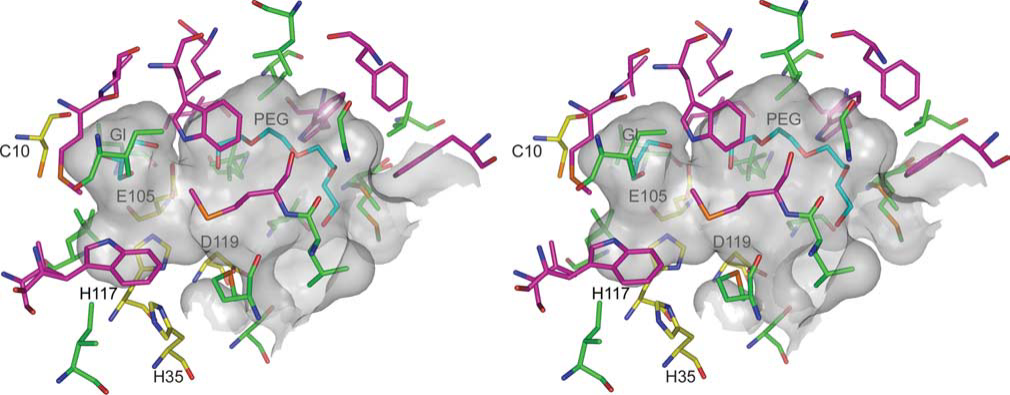 GI PEG GI PEG
C10 C10
E105 E105
D119 D119
H117 H117
H35 H35